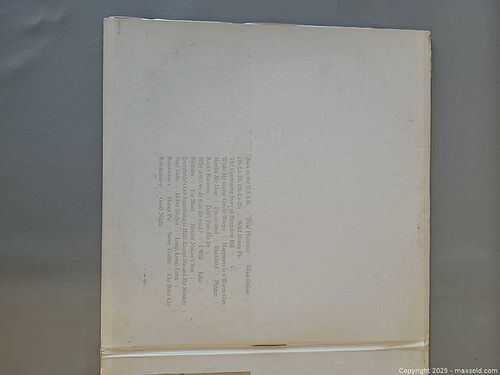 Back in the U.S.S.R. : Dear Prudence : Glass Onion :
Ob-La-Di, Ob-La-Da : Wild Honey Pie :
The Continuing Story of Bungalow Bill :
While My Guitar Gently Weeps : Happiness is a Warm Gun :
Martha My Dear : I'm so tired : Blackbird : Piggies :
Rocky Raccoon : Don't Pass Me By :
Why don't we do it in the road? : I Will : Julia :
Birthday : Yer Blues : Mother Nature's Son :
Everybody's Got Something to Hide Except Me and My Monkey :
Sexy Sadie : Helter Skelter : Long, Long, Long :
Revolution 1 : Honey Pie : Savoy Truffle : Cry Baby Cry :
Revolution 9 : Good Night
Copyright © 2025 - maxsold.com